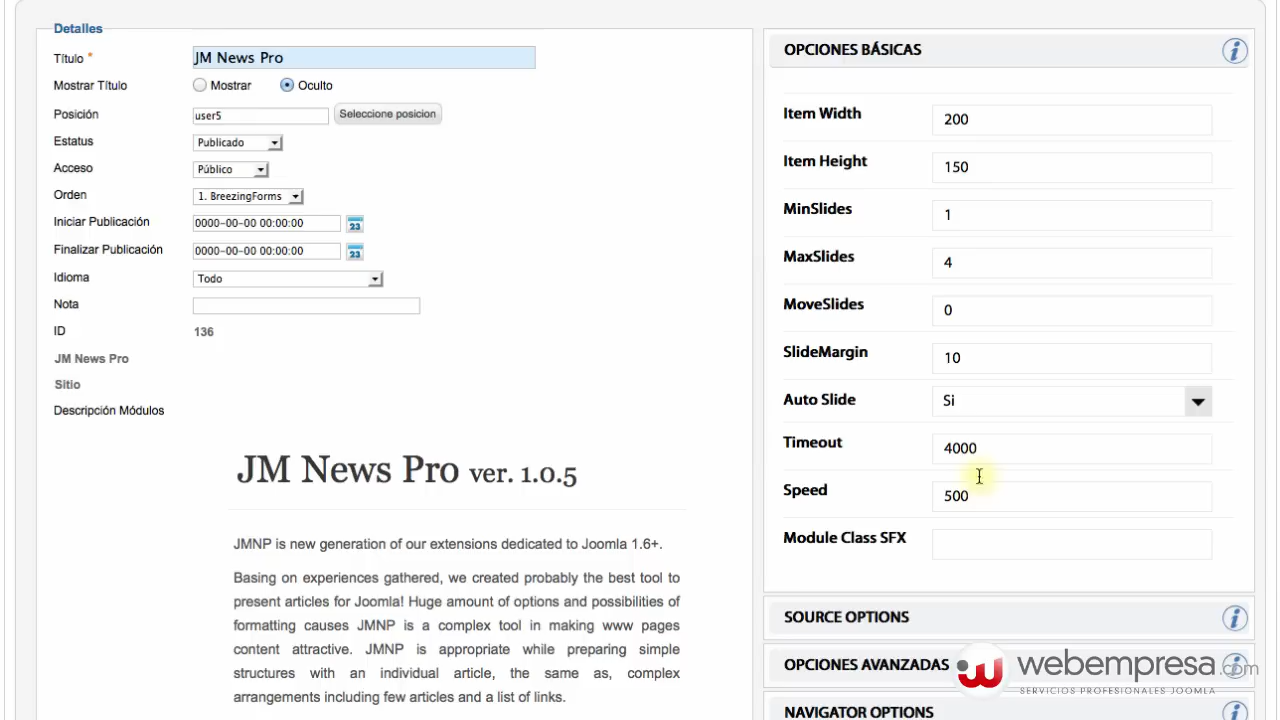 Detalles
Título *
JM News Pro
Mostrar Título
Mostrar
Oculto
Posición
user5
Seleccione posicion
Estatus
Publicado
Acceso
Público
Orden
1. BreezingForms
Iniciar Publicación
0000-00-00 00:00:00
23
Finalizar Publicación
0000-00-00 00:00:00
23
Idioma
Todo
Nota
ID
136
JM News Pro
Sitio
Descripción Módulos
JM News Pro ver. 1.0.5
JMNP is new generation of our extensions dedicated to Joomla 1.6+.
Basing on experiences gathered, we created probably the best tool to
present articles for Joomla! Huge amount of options and possibilities of
formatting causes JMNP is a complex tool in making www pages
content attractive. JMNP is appropriate while preparing simple
structures with an individual article, the same as, complex
arrangements including few articles and a list of links.
OPCIONES BÁSICAS
i
Item Width
200
Item Height
150
MinSlides
1
MaxSlides
4
MoveSlides
0
SlideMargin
10
Auto Slide
Si
Timeout
4000
Speed
500
Module Class SFX
SOURCE OPTIONS
i
OPCIONES AVANZADAS
i
webempresa.com
SERVICIOS PROFESIONALES JOOMLA
NAVIGATOR OPTIONS
i